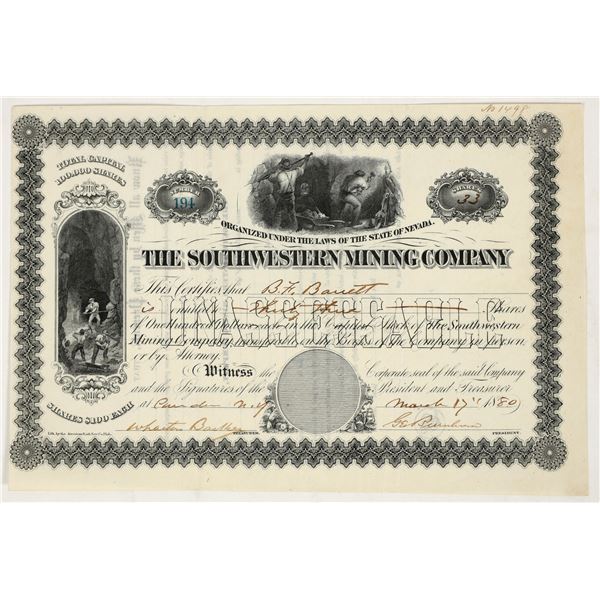 No 1498
TOTAL CAPITAL
100,000 SHARES
194
SHARES
33
ORGANIZED UNDER THE LAWS OF THE STATE OF NEVADA.
THE SOUTHWESTERN MINING COMPANY
This Certifies that B. F. Barrett
is entitled to Thirty three Shares
of One Hundred Dollars each in the Capital Stock of The Southwestern
Mining Company, transferable on the Books of the Company in person
or by Attorney.
UNASSESSABLE
Witness the Corporate seal of the said Company
and the Signatures of the President and Treasurer
at March 17" 1880
TREASURER. PRESIDENT.
SHARES $100 EACH